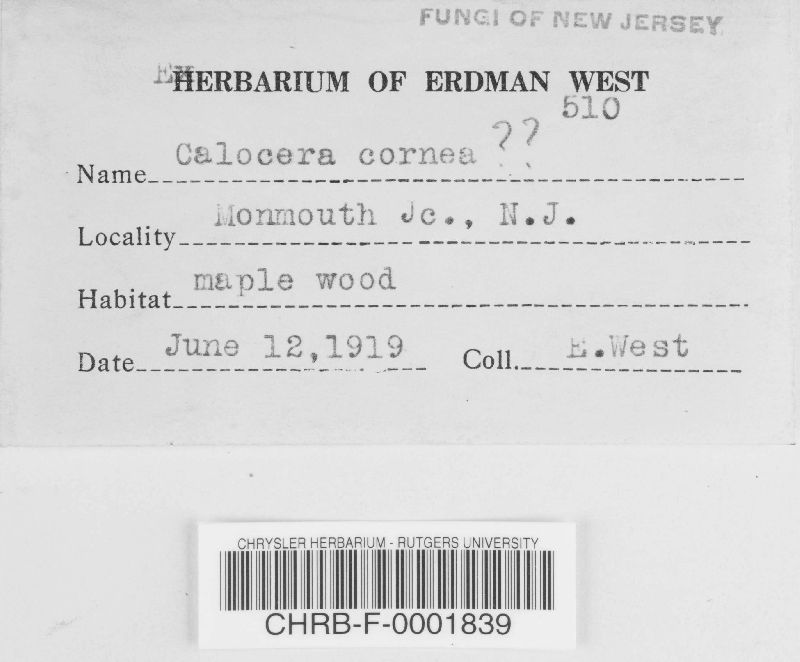 FUNGI OF NEW JERSEY
EX HERBARIUM OF ERDMAN WEST
510
Name Calocera cornea ??
Locality Monmouth Jc., N.J.
Habitat maple wood
Date June 12,1919 Coll. E.West
CHRYSLER HERBARIUM - RUTGERS UNIVERSITY
CHRB-F-0001839